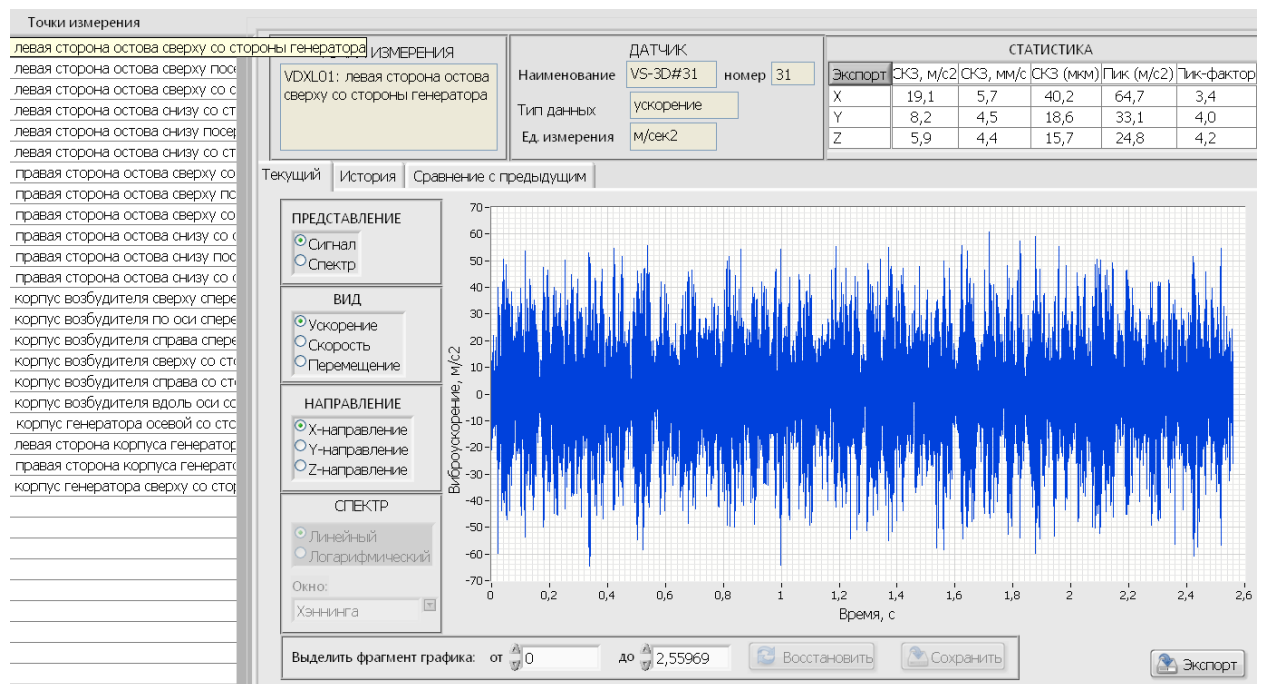 Точки измерения
левая сторона остова сверху со стороны генератора
левая сторона остова сверху посе
левая сторона остова сверху со с
левая сторона остова снизу со ст
левая сторона остова снизу посер
левая сторона остова снизу со ст
правая сторона остова сверху со
правая сторона остова сверху пс
правая сторона остова сверху со
правая сторона остова снизу со с
правая сторона остова снизу пос
правая сторона остова снизу со с
корпус возбудителя сверху спере
корпус возбудителя по оси спере
корпус возбудителя справа спере
корпус возбудителя сверху со сто
корпус возбудителя справа со сто
корпус возбудителя вдоль оси со
корпус генератора осевой со сто
левая сторона корпуса генератор
правая сторона корпуса генерато
корпус генератора сверху со стор
ИЗМЕРЕНИЯ
VDXL01: левая сторона остова
сверху со стороны генератора
ДАТЧИК
Наименование VS-3D#31 номер 31
Тип данных ускорение
Ед. измерения м/сек2
СТАТИСТИКА
Экспорт СКЗ, м/с2 СКЗ, мм/с СКЗ (мкм) Пик (м/с2) Пик-фактор
X 19,1 5,7 40,2 64,7 3,4
Y 8,2 4,5 18,6 33,1 4,0
Z 5,9 4,4 15,7 24,8 4,2
Текущий История Сравнение с предыдущим
ПРЕДСТАВЛЕНИЕ
Сигнал
Спектр
ВИД
Ускорение
Скорость
Перемещение
НАПРАВЛЕНИЕ
X-направление
Y-направление
Z-направление
СПЕКТР
Линейный
Логарифмический
Окно:
Хэннинга
Виброускорение, м/с2
70
60
50
40
30
20
10
0
-10
-20
-30
-40
-50
-60
-70
0 0,2 0,4 0,6 0,8 1 1,2 1,4 1,6 1,8 2 2,2 2,4 2,6
Время, с
Выделить фрагмент графика: от 0 до 2,55969 Восстановить Сохранить
Экспорт